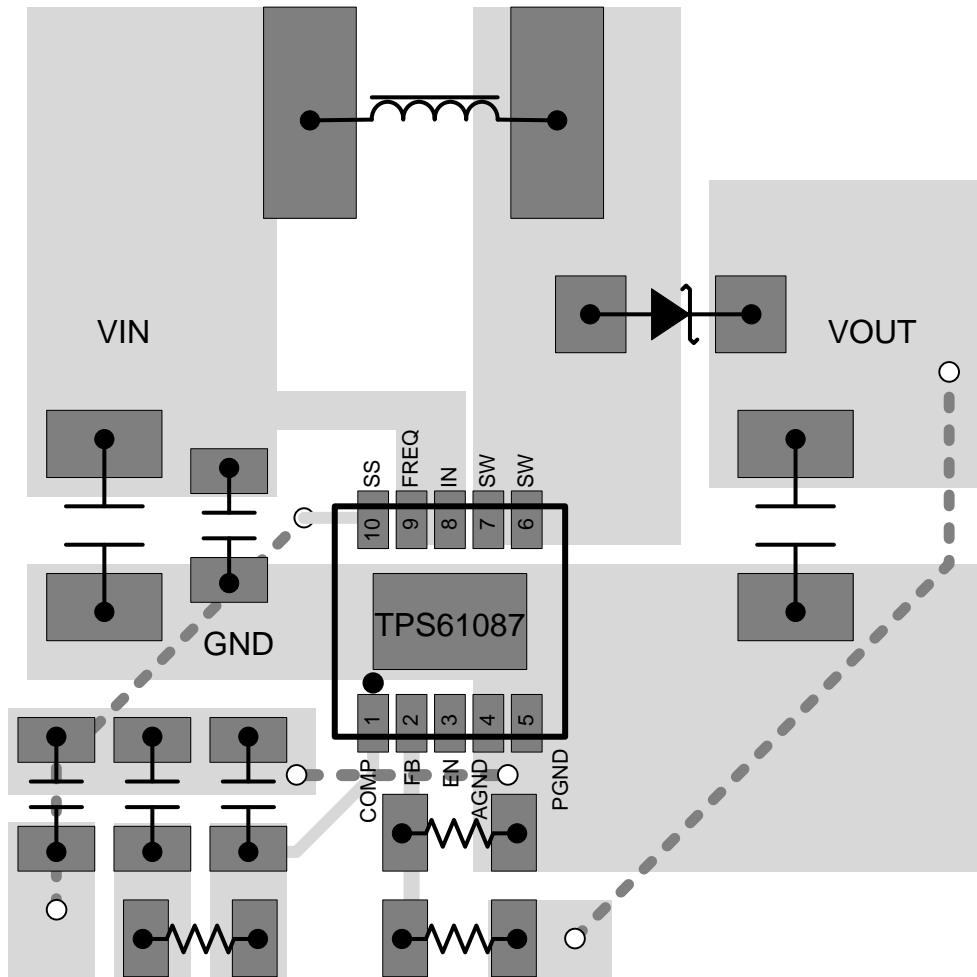 VIN
VOUT
SS
FREQ
IN
SW
SW
10
9
8
7
6
TPS61087
GND
1
2
3
4
5
COMP
FB
EN
AGND
PGND